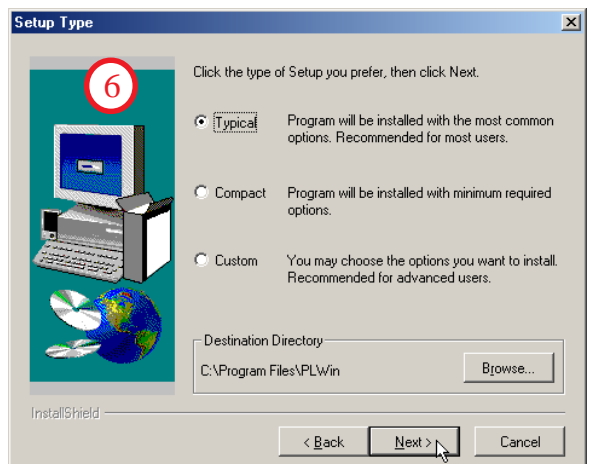 Setup Type
6
Click the type of Setup you prefer, then click Next.
Typical
Program will be installed with the most common
options. Recommended for most users.
Compact
Program will be installed with minimum required
options.
Custom
You may choose the options you want to install.
Recommended for advanced users.
Destination Directory
C:\Program Files\PLWin
Browse...
InstallShield
< Back
Next >
Cancel